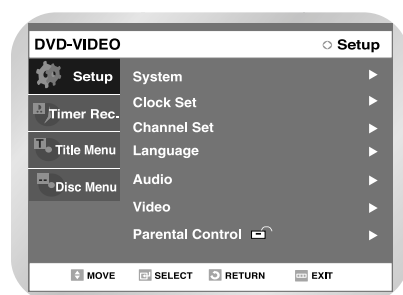 DVD-VIDEO Setup
Setup
Timer Rec.
Title Menu
Disc Menu
System
Clock Set
Channel Set
Language
Audio
Video
Parental Control
MOVE SELECT RETURN EXIT